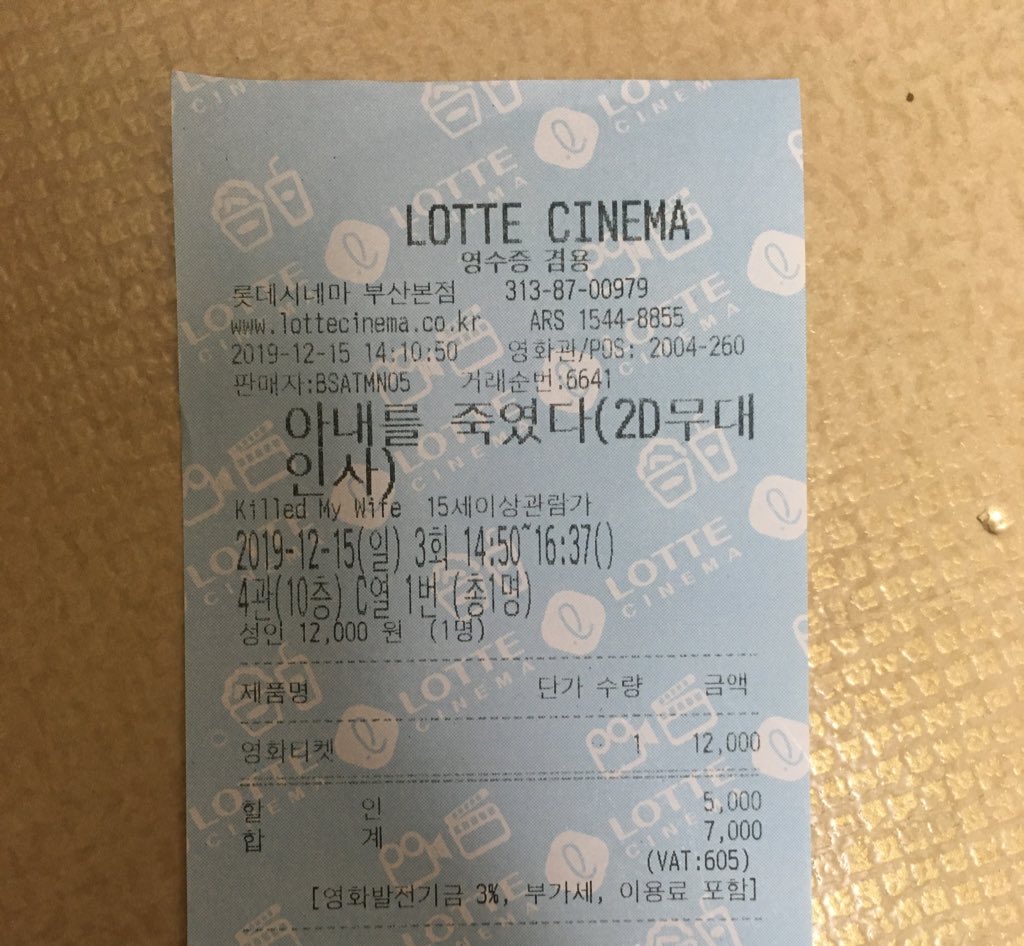 LOTTE CINEMA
영수증 겸용
롯데시네마 부산본점 313-87-00979
www.lottecinema.co.kr ARS 1544-8855
2019-12-15 14:10:50 영화관/POS: 2004-260
판매자:BSATMN05 거래순번:6641
아내를 죽였다(2D무대
인사)
Killed My Wife 15세이상관람가
2019-12-15(일) 3회 14:50~16:37()
4관(10층) C열 1번 (총1명)
성인 12,000 원 (1명)
제품명 단가 수량 금액
영화티켓 1 12,000
할 인 5,000
합 계 7,000
(VAT:605)
[영화발전기금 3%, 부가세, 이용료 포함]